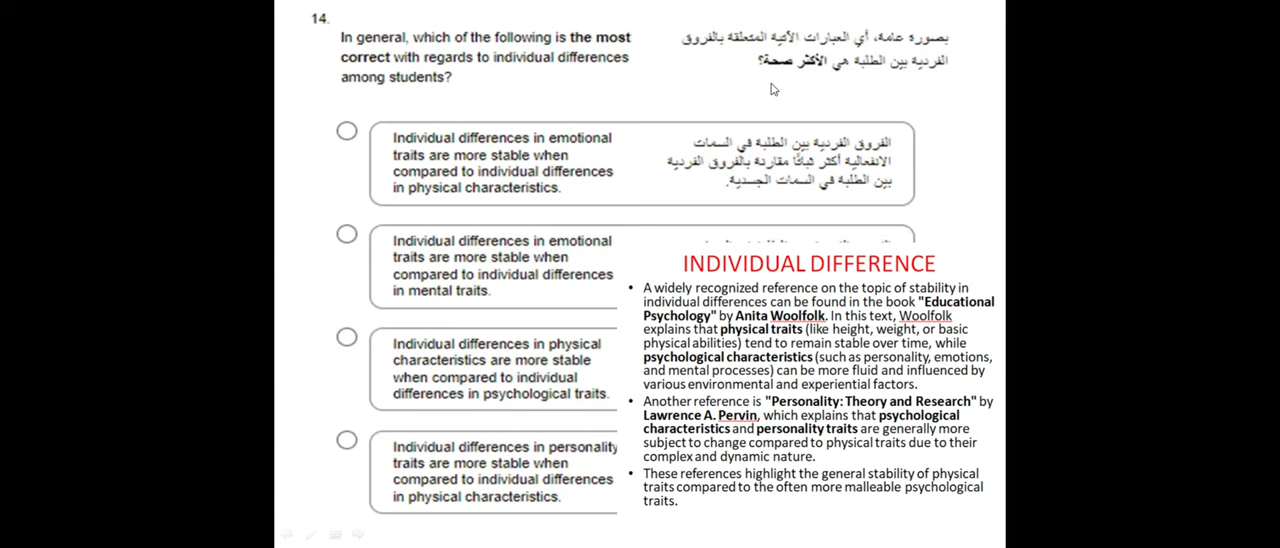 14.
In general, which of the following is the most
correct with regards to individual differences
among students?
بصورة عامة، أي العبارات الآتية المتعلقة بالفروق
الفردية بين الطلبة هي الأكثر صحة؟
Individual differences in emotional
traits are more stable when
compared to individual differences
in physical characteristics.
الفروق الفردية بين الطلبة في السمات
الانفعالية أكثر ثباتًا مقارنة بالفروق الفردية
بين الطلبة في السمات الجسدية.
Individual differences in emotional
traits are more stable when
compared to individual differences
in mental traits.
Individual differences in physical
characteristics are more stable
when compared to individual
differences in psychological traits.
Individual differences in personality
traits are more stable when
compared to individual differences
in physical characteristics.
INDIVIDUAL DIFFERENCE
• A widely recognized reference on the topic of stability in
individual differences can be found in the book "Educational
Psychology" by Anita Woolfolk. In this text, Woolfolk
explains that physical traits (like height, weight, or basic
physical abilities) tend to remain stable over time, while
psychological characteristics (such as personality, emotions,
and mental processes) can be more fluid and influenced by
various environmental and experiential factors.
• Another reference is "Personality: Theory and Research" by
Lawrence A. Pervin, which explains that psychological
characteristics and personality traits are generally more
subject to change compared to physical traits due to their
complex and dynamic nature.
• These references highlight the general stability of physical
traits compared to the often more malleable psychological
traits.